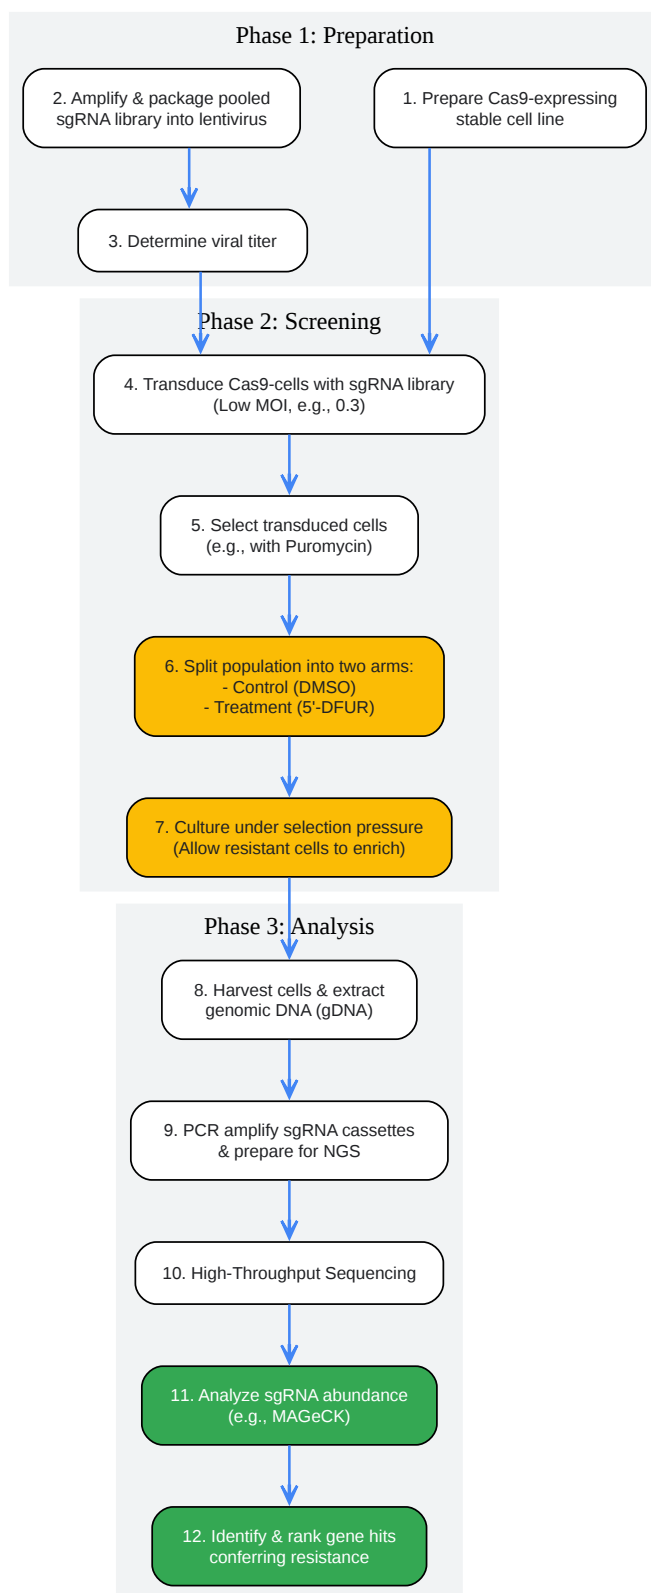 Phase 1: Preparation
2. Amplify & package pooled
sgRNA library into lentivirus
1. Prepare Cas9-expressing
stable cell line
3. Determine viral titer
Phase 2: Screening
4. Transduce Cas9-cells with sgRNA library
(Low MOI, e.g., 0.3)
5. Select transduced cells
(e.g., with Puromycin)
6. Split population into two arms:
- Control (DMSO)
- Treatment (5'-DFUR)
7. Culture under selection pressure
(Allow resistant cells to enrich)
Phase 3: Analysis
8. Harvest cells & extract
genomic DNA (gDNA)
9. PCR amplify sgRNA cassettes
& prepare for NGS
10. High-Throughput Sequencing
11. Analyze sgRNA abundance
(e.g., MAGeCK)
12. Identify & rank gene hits
conferring resistance